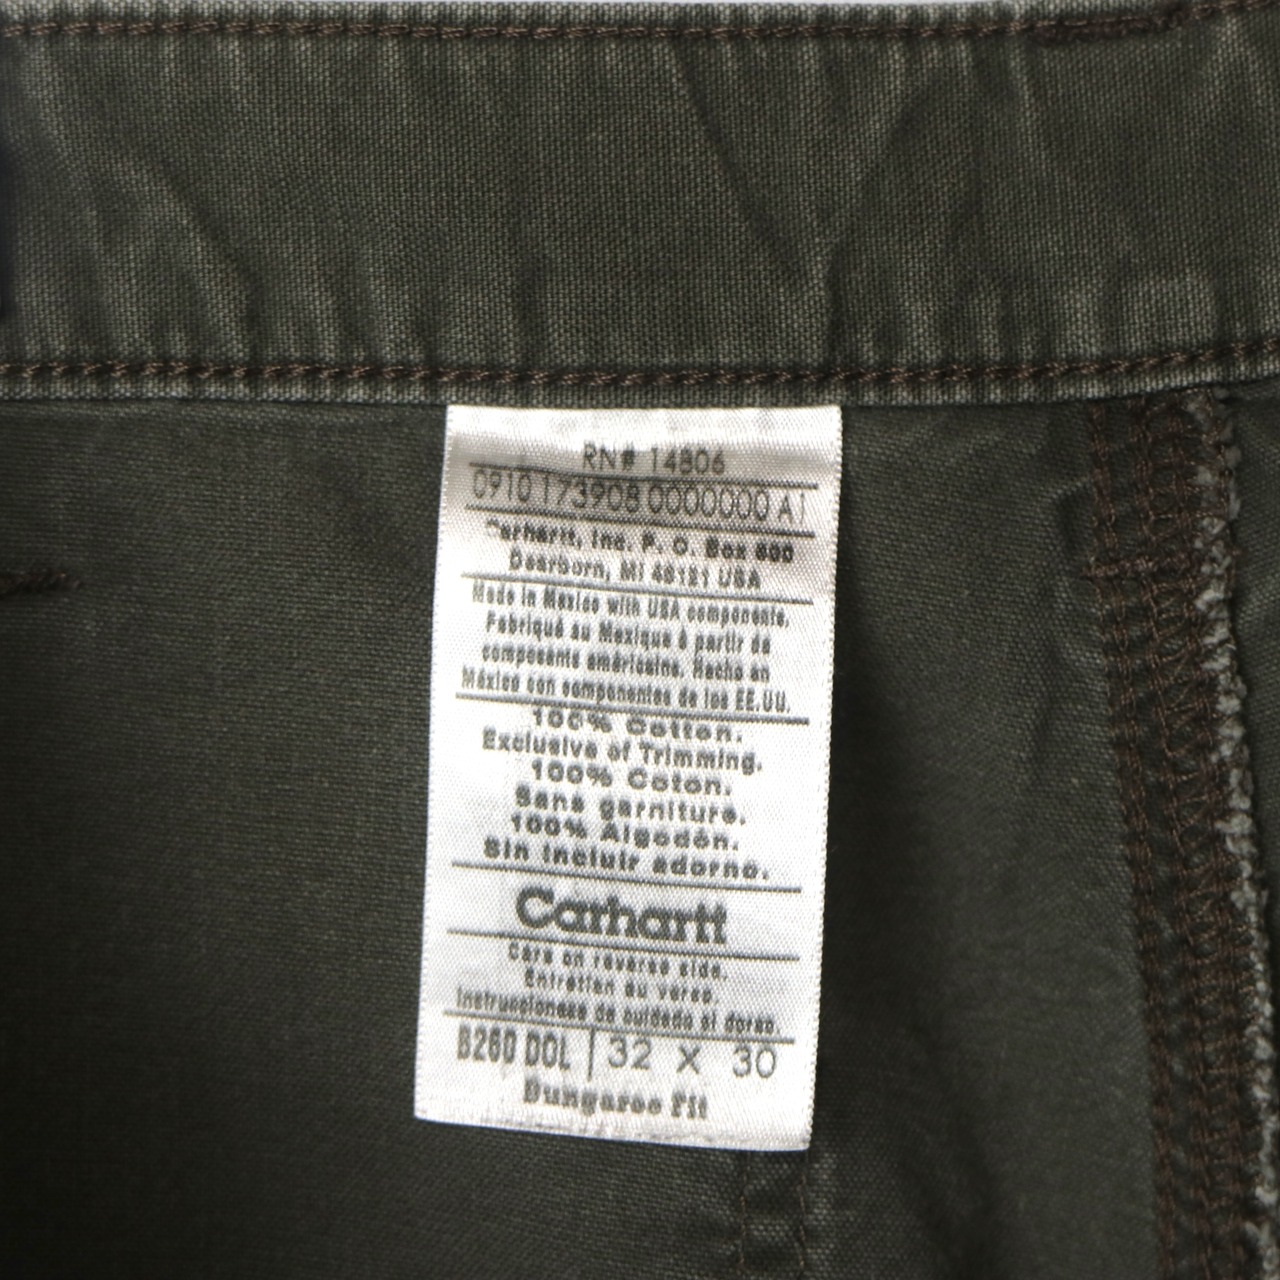 RN# 14806
0910 173908 0000000 A1
Carhartt, Inc. P. O. Box 600
Dearborn, MI 48121 USA
Made in Mexico with USA components.
Fabriqué au Mexique à partir de
composants américains. Hecho en
México con componentes de los EE.UU.
100% Cotton.
Exclusive of Trimming.
100% Coton.
Sans garniture.
100% Algodón.
Sin incluir adorno.
Carhartt
Care on reverse side.
Entretien au verso.
Instrucciones de cuidado al dorso.
B260 DOL | 32 X 30
Dungaree Fit